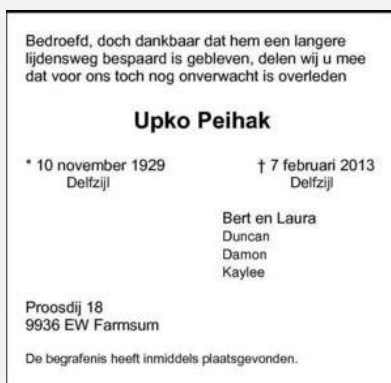 Bedroefd, doch dankbaar dat hem een langere
lijdensweg bespaard is gebleven, delen wij u mee
dat voor ons toch nog onverwacht is overleden
Upko Peihak
* 10 november 1929 † 7 februari 2013
Delfzijl Delfzijl
Bert en Laura
Duncan
Damon
Kaylee
Proosdij 18
9936 EW Farmsum
De begrafenis heeft inmiddels plaatsgevonden.